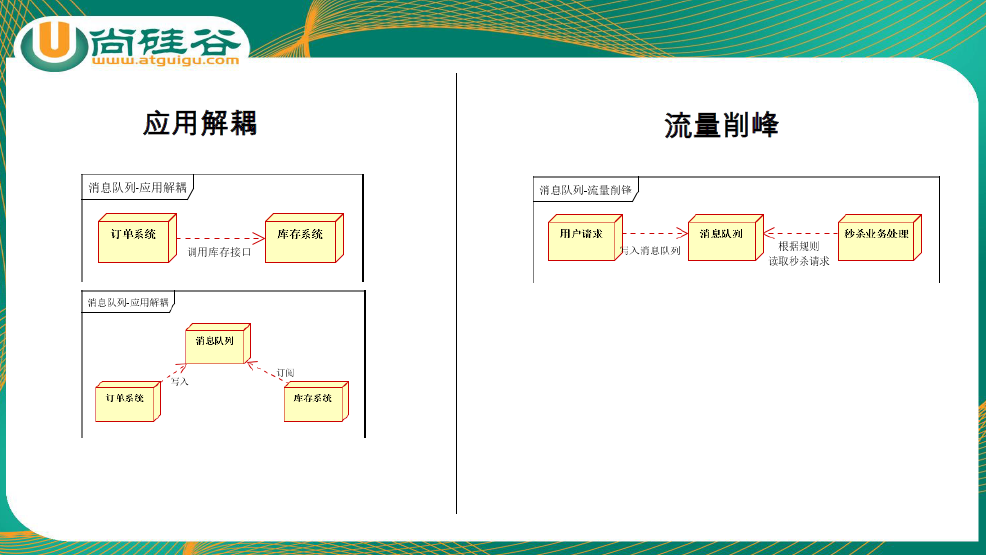 尚硅谷
www.atguigu.com
应用解耦
消息队列-应用解耦
订单系统
库存系统
调用库存接口
消息队列-应用解耦
消息队列
写入
订阅
订单系统
库存系统
流量削峰
消息队列-流量削锋
用户请求
消息队列
秒杀业务处理
写入消息队列
根据规则
读取秒杀请求